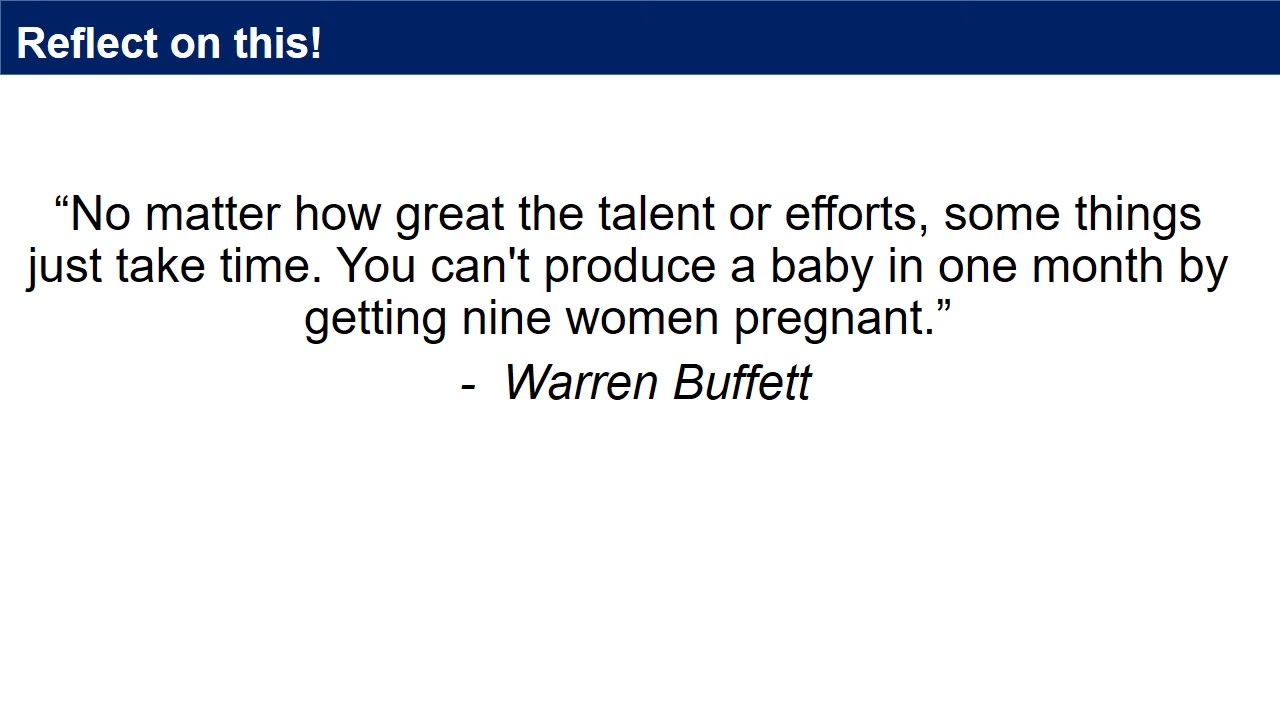 Reflect on this!
“No matter how great the talent or efforts, some things
just take time. You can't produce a baby in one month by
getting nine women pregnant.”
- Warren Buffett